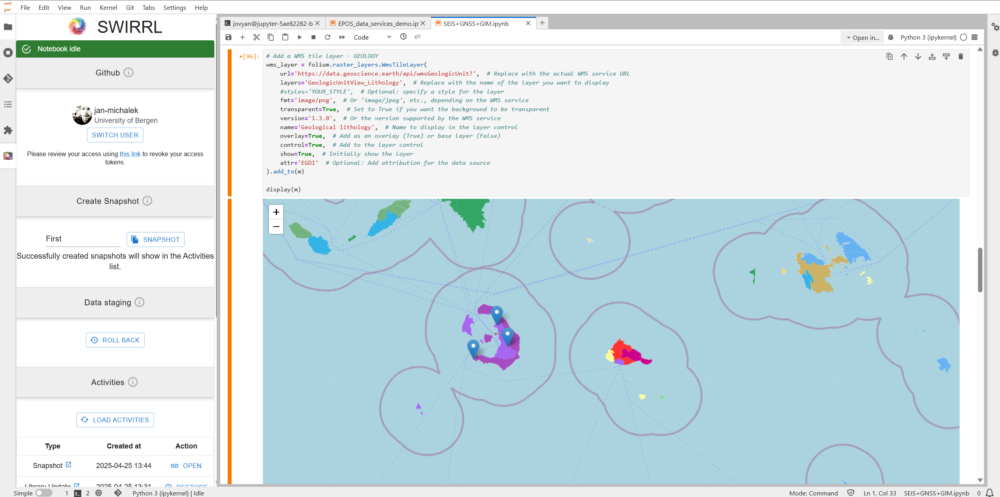 File Edit View Run Kernel Git Tabs Settings Help
SWIRRL
Notebook idle
Github
jan-michalek
University of Bergen
SWITCH USER
Please review your access using this link to revoke your access
tokens.
Create Snapshot
First
SNAPSHOT
Successfully created snapshots will show in the Activities
list.
Data staging
ROLL BACK
Activities
LOAD ACTIVITIES
Type Created at Action
Snapshot 2025-04-25 13:44 OPEN
Library Update 2025-04-25 13:31 RESTORE
jovyan@jupyter-5ae82282-b
EPOS_data_services_demo.ip
SEIS+GNSS+GIM.ipynb
Code
git
Open in...
Python 3 (ipykernel)
[96]:
# Add a WMS tile layer - GEOLOGY
wms_layer = folium.raster_layers.WmsTileLayer(
    url='https://data.geoscience.earth/api/wmsGeologicUnit?',  # Replace with the actual WMS service URL
    layers='GeologicUnitView_Lithology',  # Replace with the name of the layer you want to display
    #styles='YOUR_STYLE',  # Optional: specify a style for the layer
    fmt='image/png',  # Or 'image/jpeg', etc., depending on the WMS service
    transparent=True,  # Set to True if you want the background to be transparent
    version='1.3.0',  # Or the version supported by the WMS service
    name='Geological lithology',  # Name to display in the layer control
    overlay=True,  # Add as an overlay (True) or base layer (False)
    control=True,  # Add to the layer control
    show=True,  # Initially show the layer
    attr='EGDI'  # Optional: Add attribution for the data source
).add_to(m)
display(m)
+
−
Simple 1 2 Python 3 (ipykernel) | Idle
Mode: Command Ln 1, Col 33 SEIS+GNSS+GIM.ipynb 0